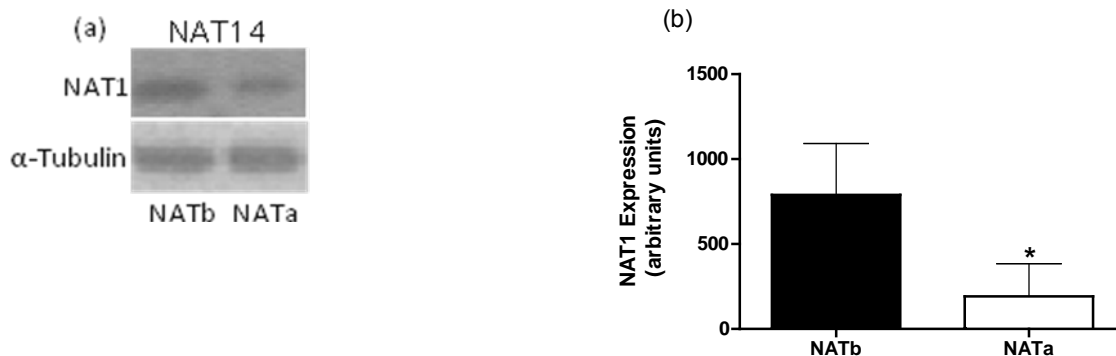 (a)
NAT1 4
NAT1
α-Tubulin
NATb NATa
(b)
NAT1 Expression
(arbitrary units)
1500
1000
500
0
*
NATb NATa